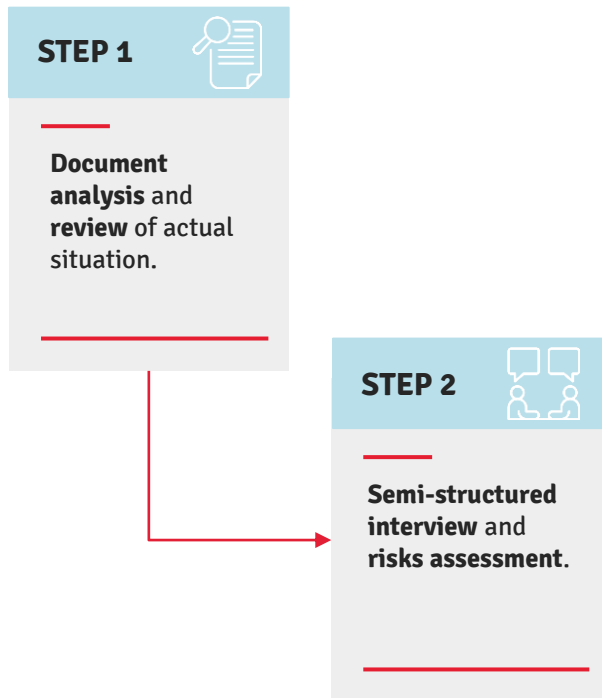 STEP 1
Document
analysis and
review of actual
situation.
STEP 2
Semi-structured
interview and
risks assessment.